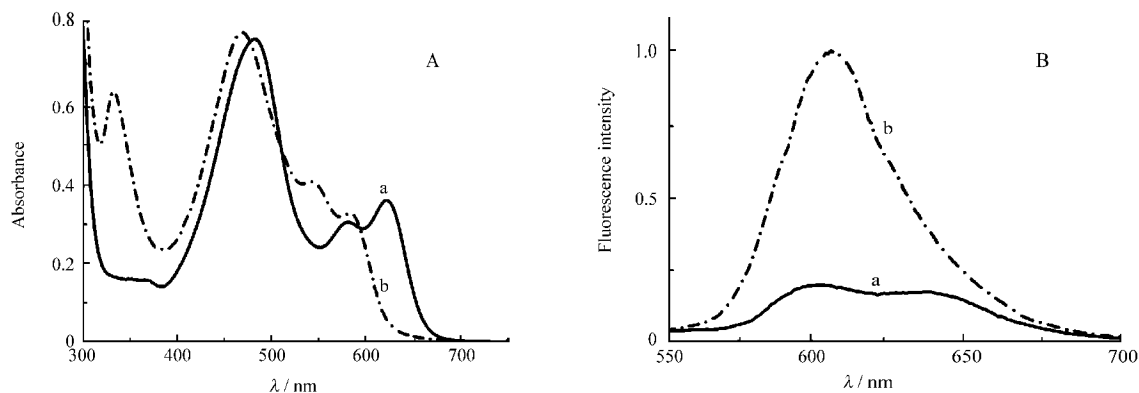 0.8
0.6
0.4
0.2
0
300
400
500
600
700
Absorbance
λ / nm
A
a
b
1.0
0.5
0
550
600
650
700
Fluorescence intensity
λ / nm
B
b
a